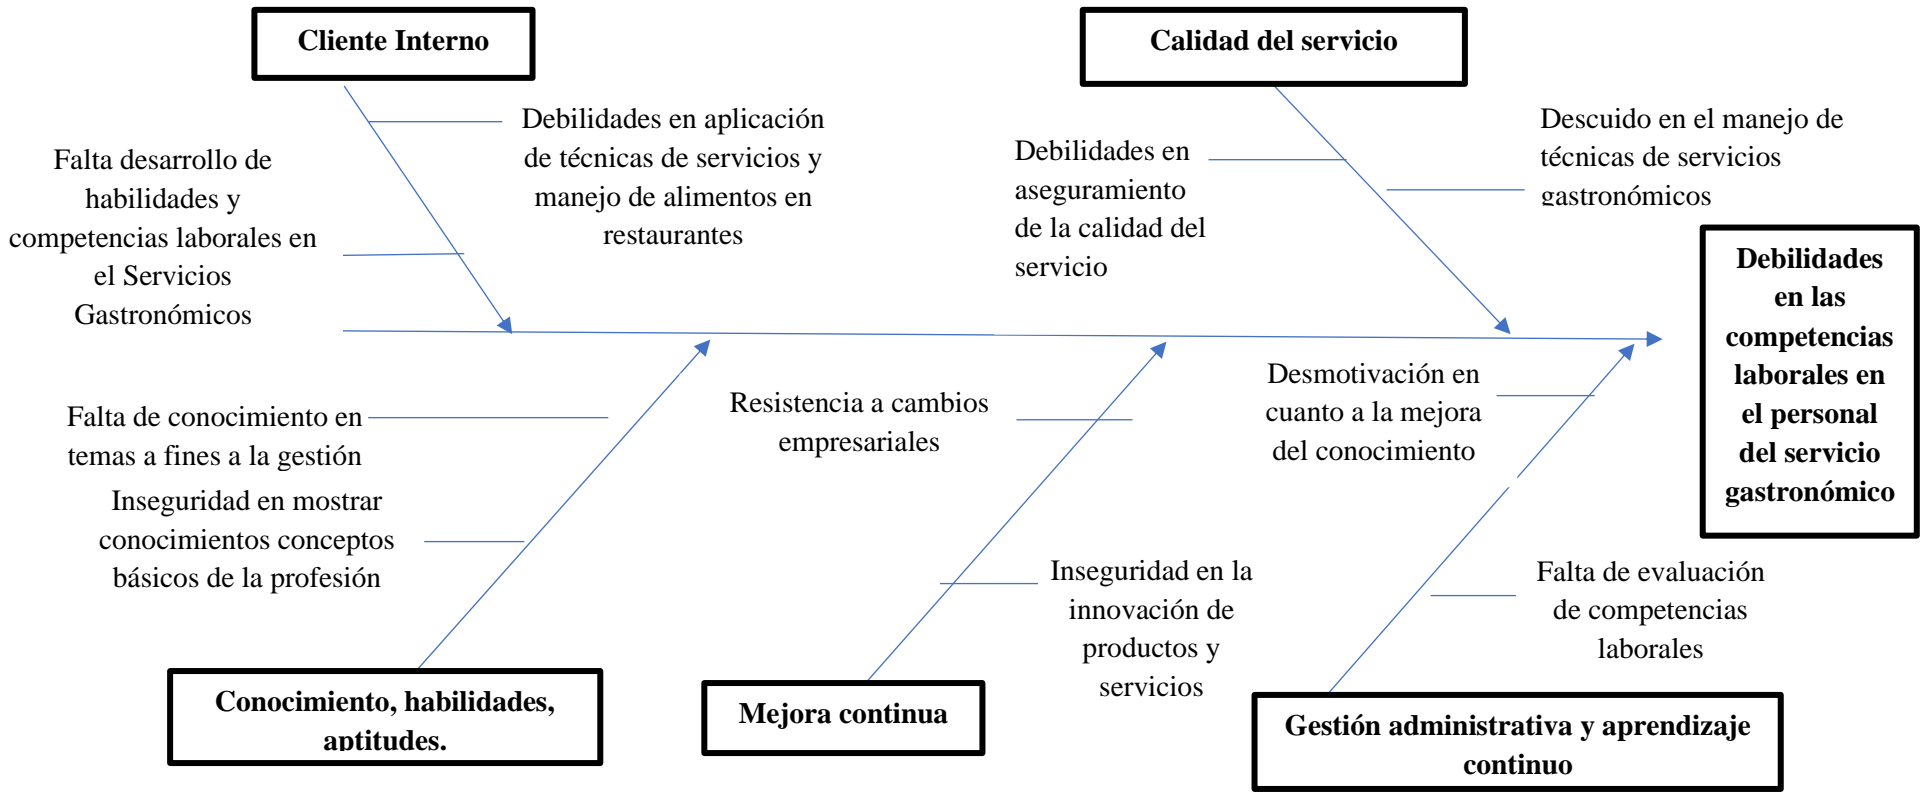 Cliente Interno
Calidad del servicio
Debilidades en aplicación
de técnicas de servicios y
manejo de alimentos en
restaurantes
Falta desarrollo de
habilidades y
competencias laborales en
el Servicios
Gastronómicos
Debilidades en
aseguramiento
de la calidad del
servicio
Descuido en el manejo de
técnicas de servicios
gastronómicos
Debilidades
en las
competencias
laborales en
el personal
del servicio
gastronómico
Falta de conocimiento en
temas a fines a la gestión
Inseguridad en mostrar
conocimientos conceptos
básicos de la profesión
Resistencia a cambios
empresariales
Inseguridad en la
innovación de
productos y
servicios
Desmotivación en
cuanto a la mejora
del conocimiento
Falta de evaluación
de competencias
laborales
Conocimiento, habilidades,
aptitudes.
Mejora continua
Gestión administrativa y aprendizaje
continuo